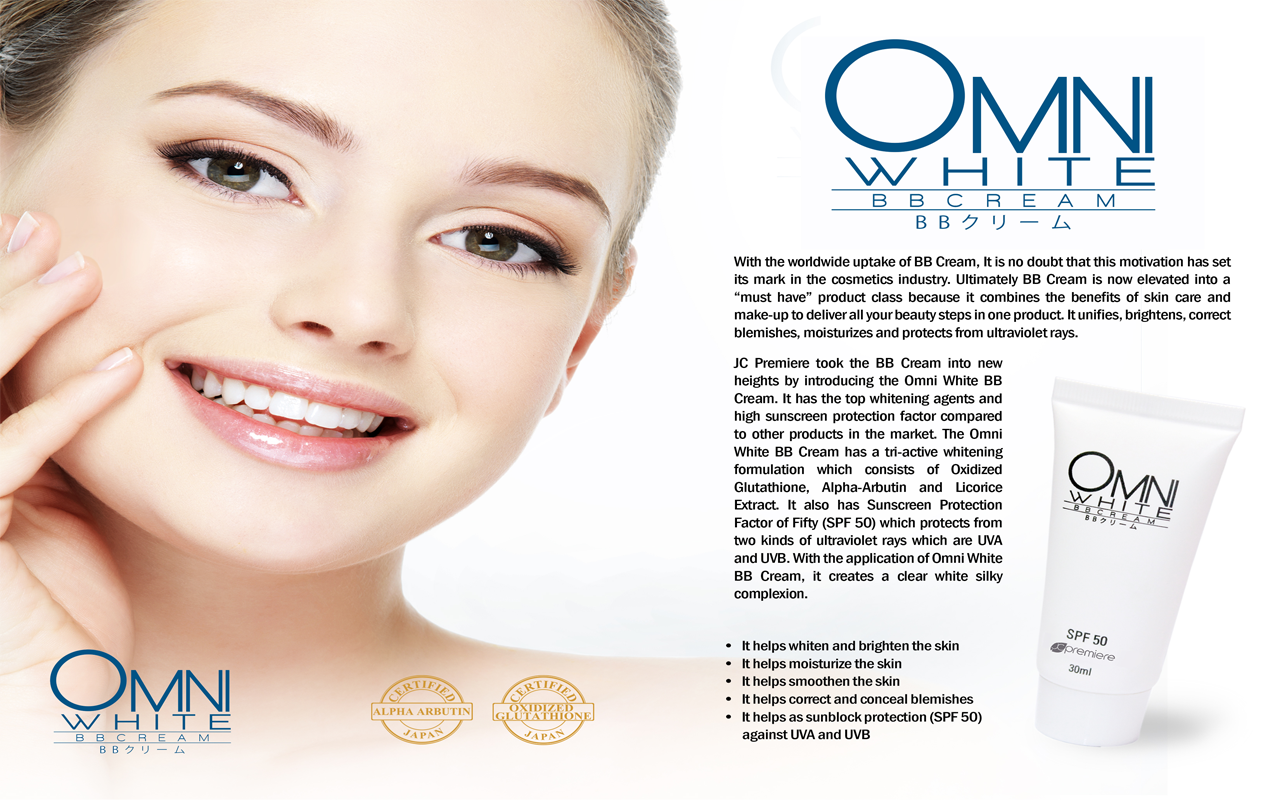 OMNI
WHITE
BBCREAM
BBクリーム
With the worldwide uptake of BB Cream, It is no doubt that this motivation has set
its mark in the cosmetics industry. Ultimately BB Cream is now elevated into a
“must have” product class because it combines the benefits of skin care and
make-up to deliver all your beauty steps in one product. It unifies, brightens, correct
blemishes, moisturizes and protects from ultraviolet rays.
JC Premiere took the BB Cream into new
heights by introducing the Omni White BB
Cream. It has the top whitening agents and
high sunscreen protection factor compared
to other products in the market. The Omni
White BB Cream has a tri-active whitening
formulation which consists of Oxidized
Glutathione, Alpha-Arbutin and Licorice
Extract. It also has Sunscreen Protection
Factor of Fifty (SPF 50) which protects from
two kinds of ultraviolet rays which are UVA
and UVB. With the application of Omni White
BB Cream, it creates a clear white silky
complexion.
• It helps whiten and brighten the skin
• It helps moisturize the skin
• It helps smoothen the skin
• It helps correct and conceal blemishes
• It helps as sunblock protection (SPF 50)
against UVA and UVB
OMNI
WHITE
BBCREAM
BBクリーム
SPF 50
JC premiere
30ml
OMNI
WHITE
BBCREAM
BBクリーム
CERTIFIED
ALPHA ARBUTIN
JAPAN
CERTIFIED
OXIDIZED
GLUTATHIONE
JAPAN